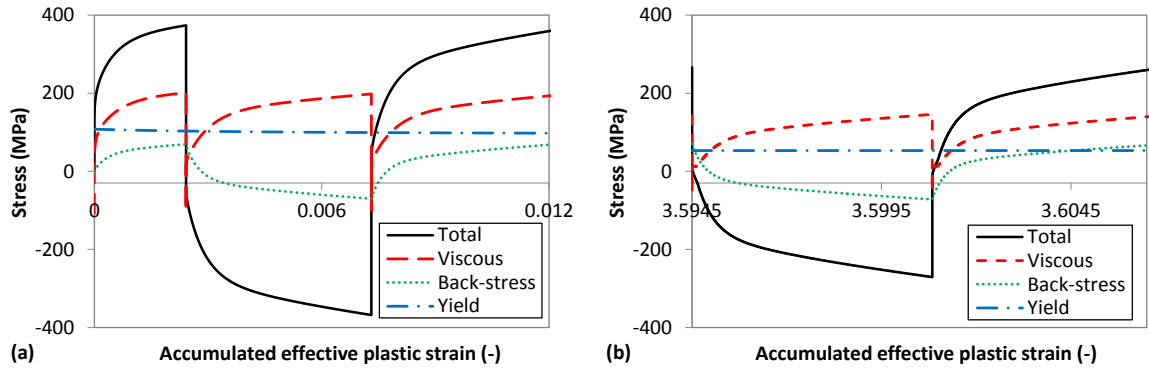 400
200
0
-200
-400
Stress (MPa)
0
0.006
0.012
Total
Viscous
Back-stress
Yield
(a)
Accumulated effective plastic strain (-)
400
200
0
-200
-400
Stress (MPa)
3.5945
3.5995
3.6045
Total
Viscous
Back-stress
Yield
(b)
Accumulated effective plastic strain (-)